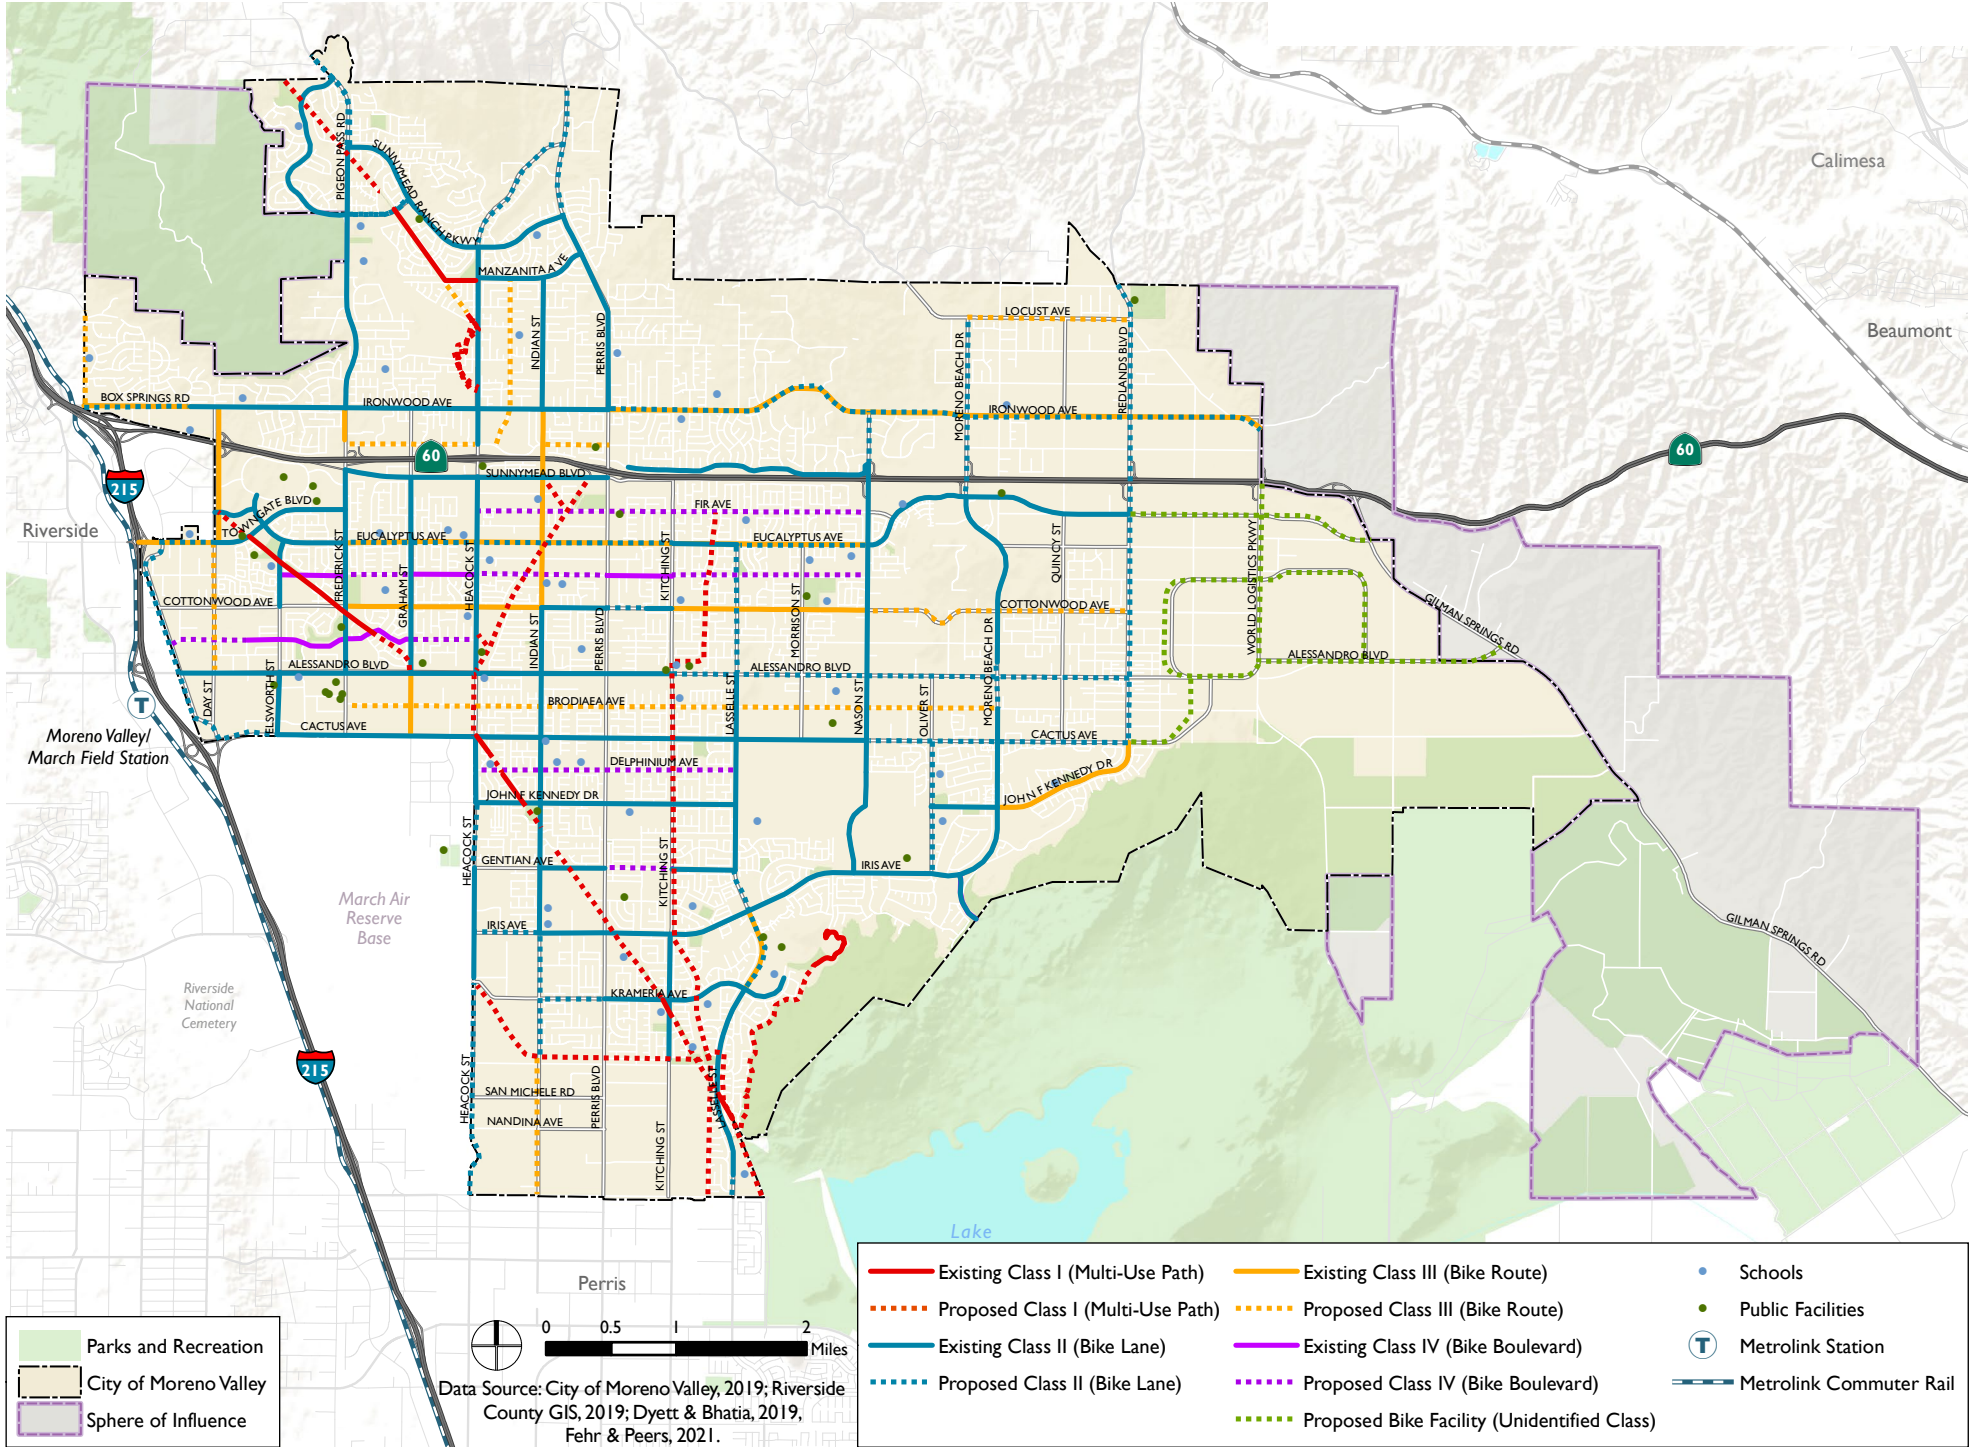 Calimesa
Beaumont
Riverside
Perris
Lake
March Air
Reserve
Base
Riverside
National
Cemetery
Moreno Valley/
March Field Station
T
60
60
215
215
PIGEON PASS RD
SUNNYMEAD RANCH PKWY
MANZANITA AVE
INDIAN ST
PERRIS BLVD
LOCUST AVE
MORENO BEACH DR
REDLANDS BLVD
BOX SPRINGS RD
IRONWOOD AVE
IRONWOOD AVE
SUNNYMEAD BLVD
TOWNGATE BLVD
FIR AVE
EUCALYPTUS AVE
EUCALYPTUS AVE
FREDERICK ST
GRAHAM ST
HEACOCK ST
KITCHING ST
QUINCY ST
WORLD LOGISTICS PKWY
COTTONWOOD AVE
COTTONWOOD AVE
MORRISON ST
INDIAN ST
PERRIS BLVD
MORENO BEACH DR
GILMAN SPRINGS RD
ALESSANDRO BLVD
ALESSANDRO BLVD
ALESSANDRO BLVD
DAY ST
ELSWORTH ST
BRODIAEA AVE
LASSELLE ST
NASON ST
OLIVER ST
CACTUS AVE
CACTUS AVE
DELPHINIUM AVE
JOHN F KENNEDY DR
JOHN F KENNEDY DR
HEACOCK ST
GENTIAN AVE
KITCHING ST
IRIS AVE
IRIS AVE
GILMAN SPRINGS RD
KRAMERIA AVE
HEACOCK ST
SAN MICHELE RD
PERRIS BLVD
LASSELLE ST
NANDINA AVE
KITCHING ST
Parks and Recreation
City of Moreno Valley
Sphere of Influence
0 0.5 1 2
Miles
Data Source: City of Moreno Valley, 2019; Riverside
County GIS, 2019; Dyett & Bhatia, 2019,
Fehr & Peers, 2021.
Existing Class I (Multi-Use Path)
Proposed Class I (Multi-Use Path)
Existing Class II (Bike Lane)
Proposed Class II (Bike Lane)
Existing Class III (Bike Route)
Proposed Class III (Bike Route)
Existing Class IV (Bike Boulevard)
Proposed Class IV (Bike Boulevard)
Proposed Bike Facility (Unidentified Class)
Schools
Public Facilities
T Metrolink Station
Metrolink Commuter Rail